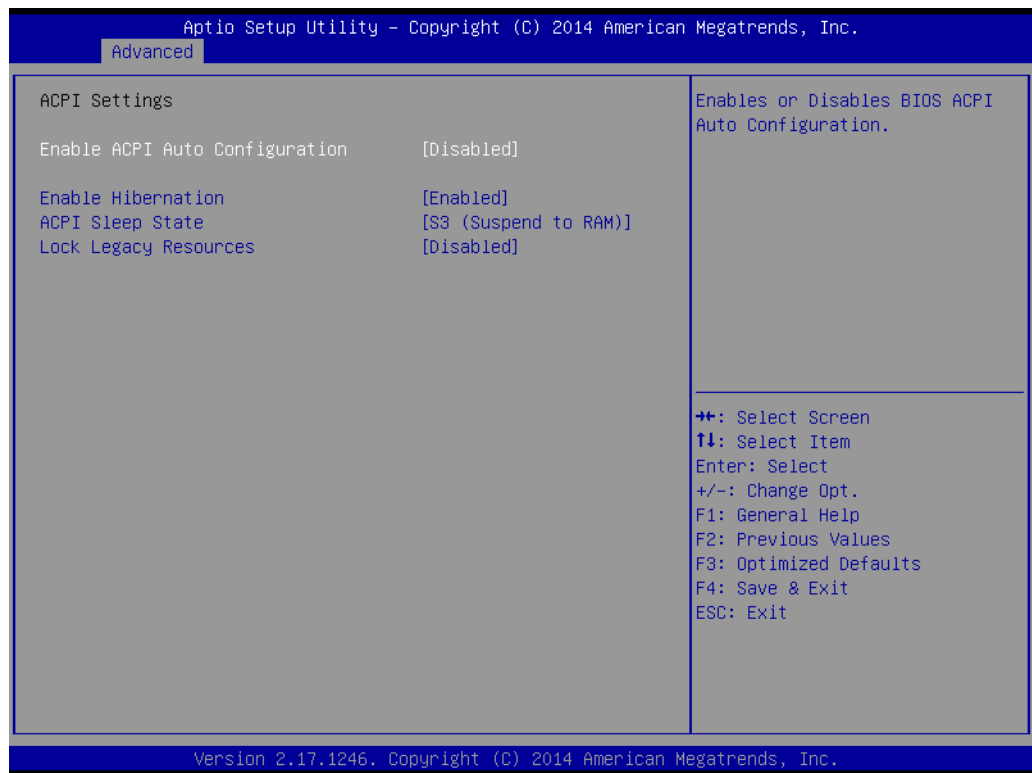 Aptio Setup Utility – Copyright (C) 2014 American Megatrends, Inc.
Advanced
ACPI Settings
Enable ACPI Auto Configuration [Disabled]
Enable Hibernation [Enabled]
ACPI Sleep State [S3 (Suspend to RAM)]
Lock Legacy Resources [Disabled]
Enables or Disables BIOS ACPI
Auto Configuration.
→←: Select Screen
↑↓: Select Item
Enter: Select
+/-: Change Opt.
F1: General Help
F2: Previous Values
F3: Optimized Defaults
F4: Save & Exit
ESC: Exit
Version 2.17.1246. Copyright (C) 2014 American Megatrends, Inc.